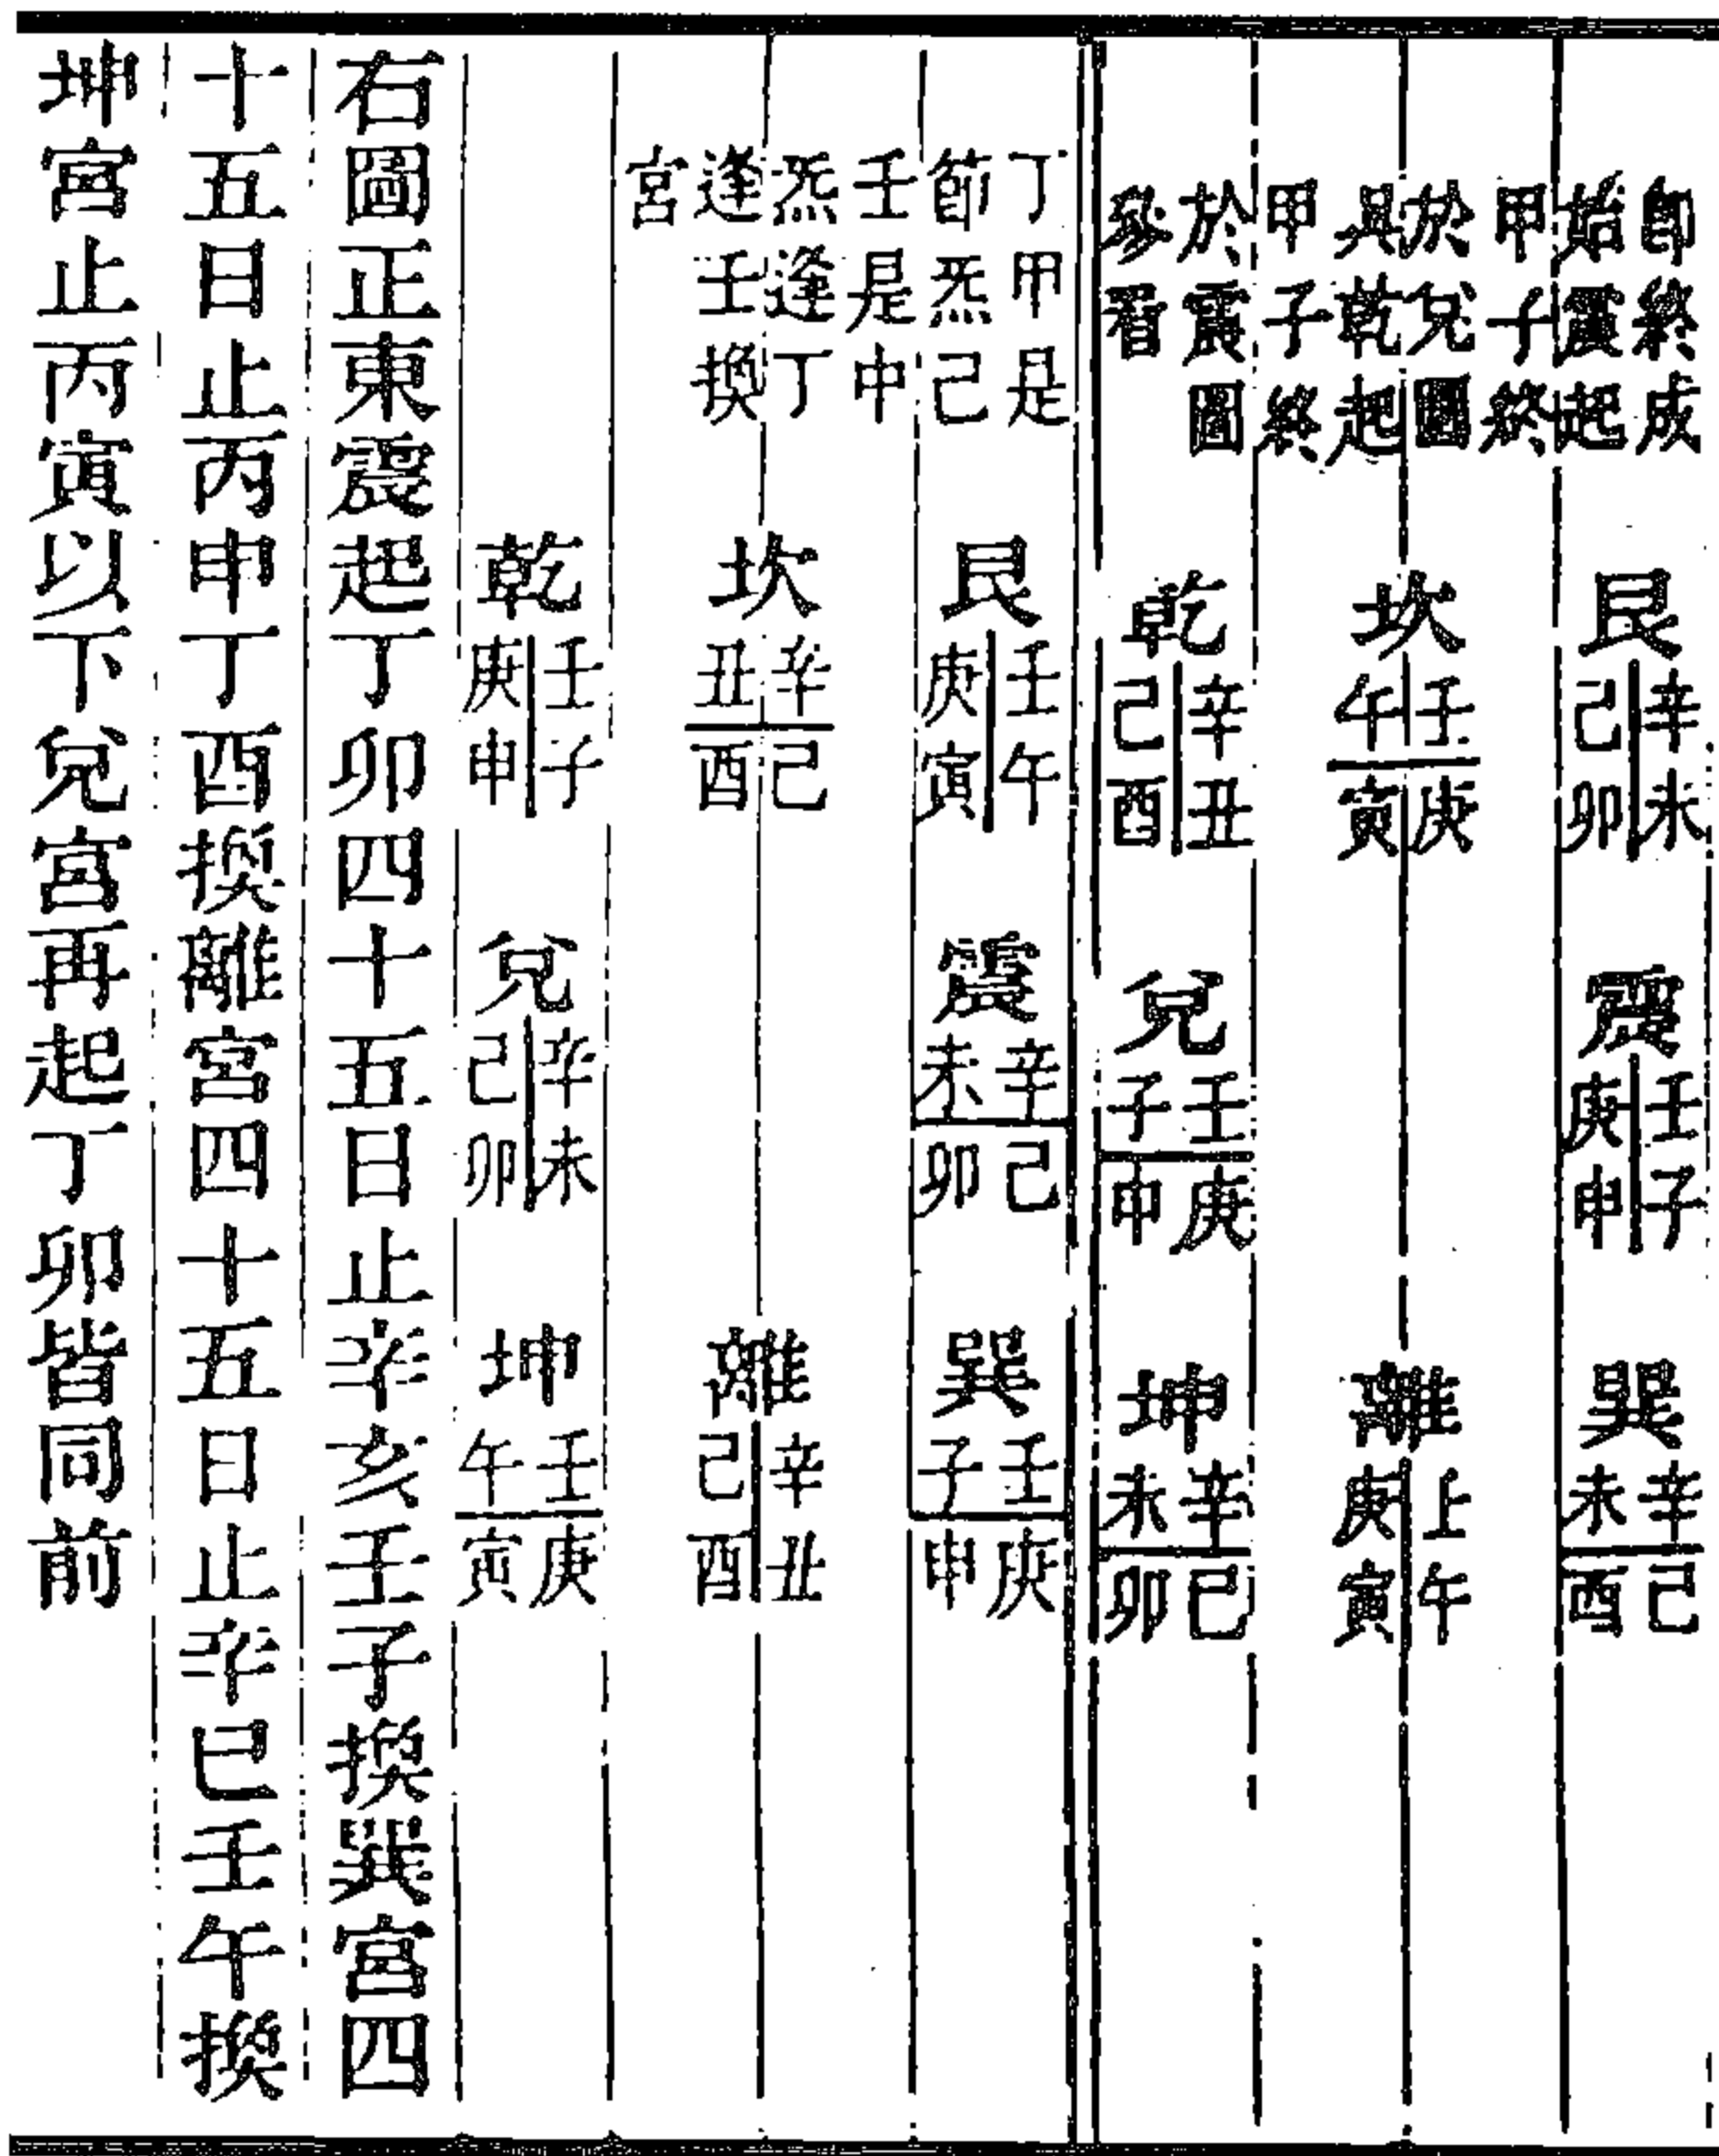 即終成
始震起
甲子終
於兌圖
巽乾起
甲子終
於震圖
參看
艮 辛未 己卯
震 壬子 庚申
巽 辛未 己酉
坎 壬午 庚寅
離 上午 庚寅
乾 辛丑 己酉
兌 壬子 庚申
坤 辛未 己卯
丁甲是
節炁己
壬是中
炁逢丁
逢壬換
宮
艮 壬午 庚寅
震 辛未 己卯
巽 壬子 庚申
坎 辛丑 己酉
離 辛丑 己酉
乾 壬子 庚申
兌 辛未 己卯
坤 壬午 庚寅
右圖正東震起丁卯四十五日止辛亥壬子換巽宮四
十五日止丙申丁酉換離宮四十五日止辛巳壬午換
坤宮止丙寅以下兌宮再起丁卯皆同前